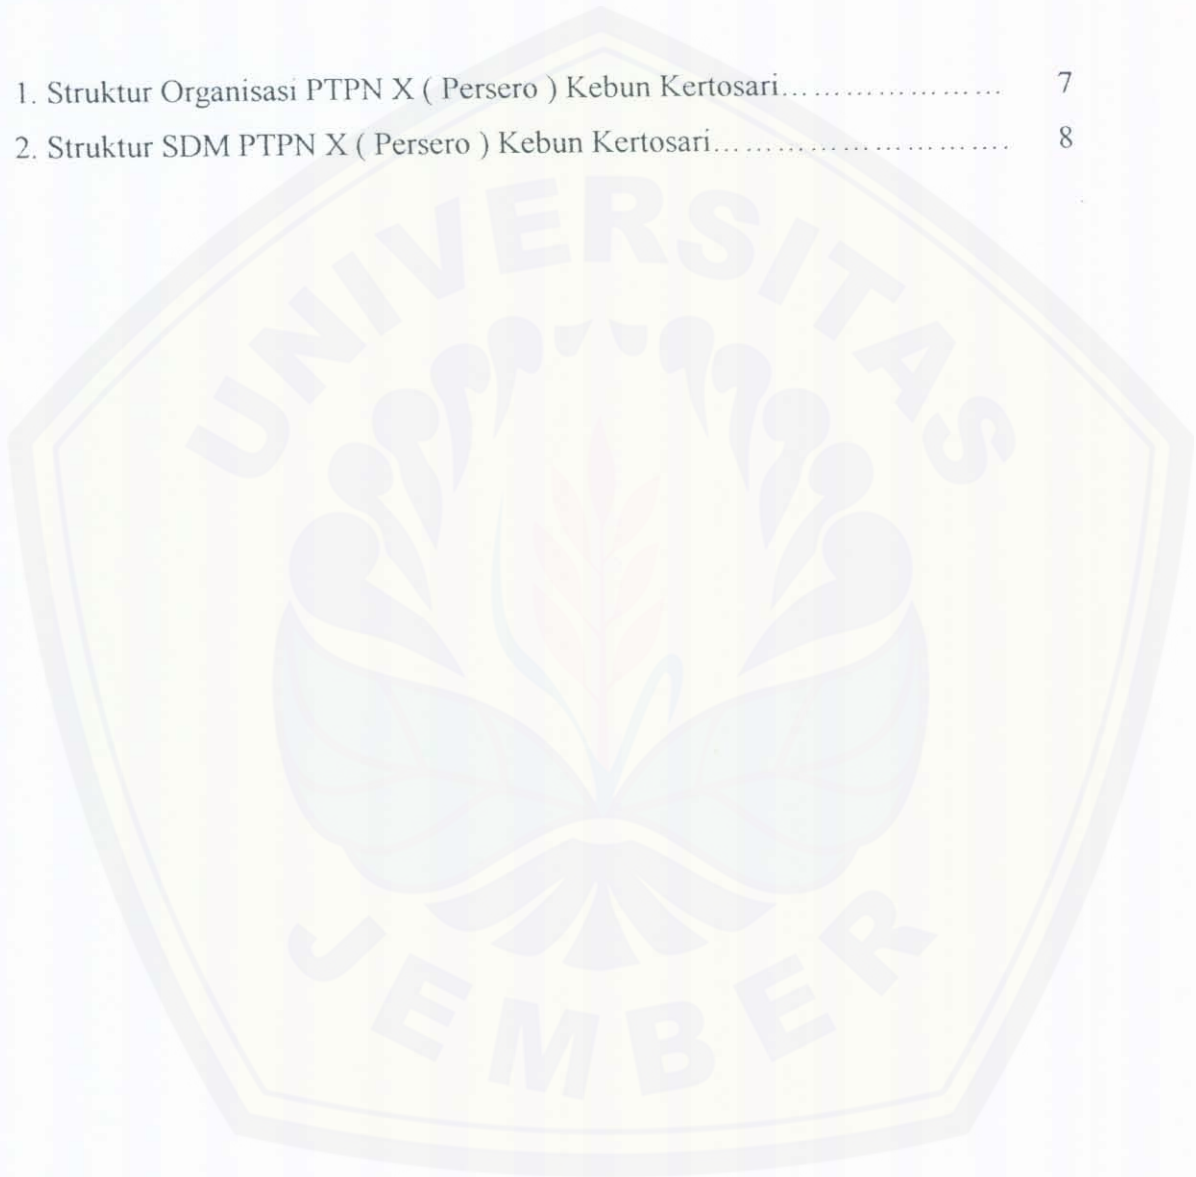 1. Struktur Organisasi PTPN X ( Persero ) Kebun Kertosari........................ 7
2. Struktur SDM PTPN X ( Persero ) Kebun Kertosari................................ 8
UNIVERSITAS
JEMBER